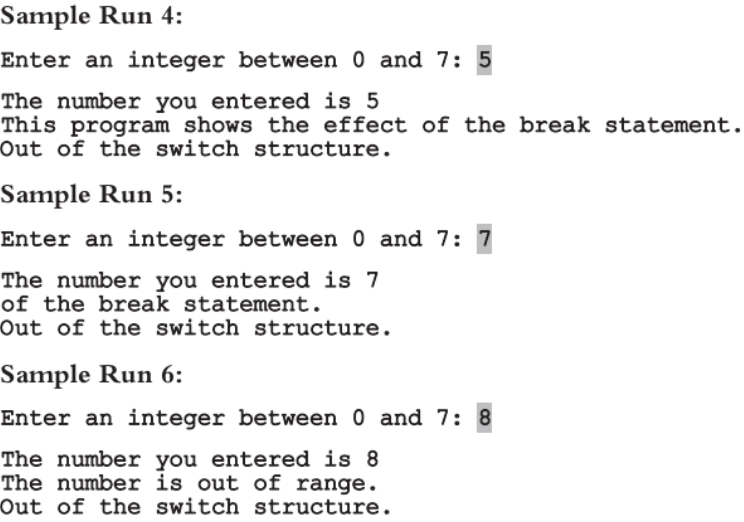 Sample Run 4:
Enter an integer between 0 and 7: 5
The number you entered is 5
This program shows the effect of the break statement.
Out of the switch structure.
Sample Run 5:
Enter an integer between 0 and 7: 7
The number you entered is 7
of the break statement.
Out of the switch structure.
Sample Run 6:
Enter an integer between 0 and 7: 8
The number you entered is 8
The number is out of range.
Out of the switch structure.